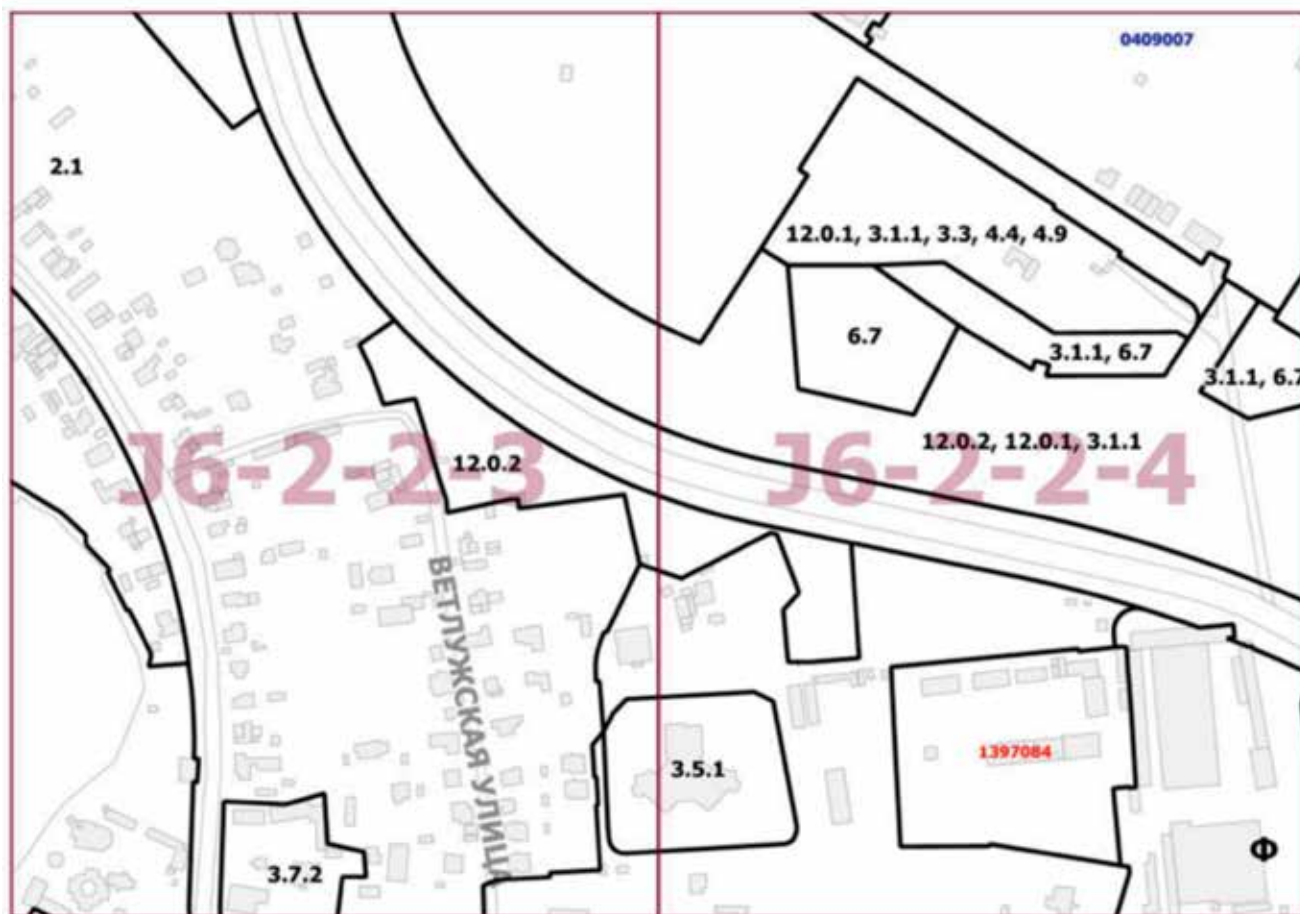 0409007
2.1
12.0.1, 3.1.1, 3.3, 4.4, 4.9
6.7
3.1.1, 6.7
3.1.1, 6.7
12.0.2, 12.0.1, 3.1.1
J6-2-2-3
J6-2-2-4
12.0.2
ВЕТЛУЖСКАЯ УЛИЦА
1397084
3.5.1
Ф
3.7.2